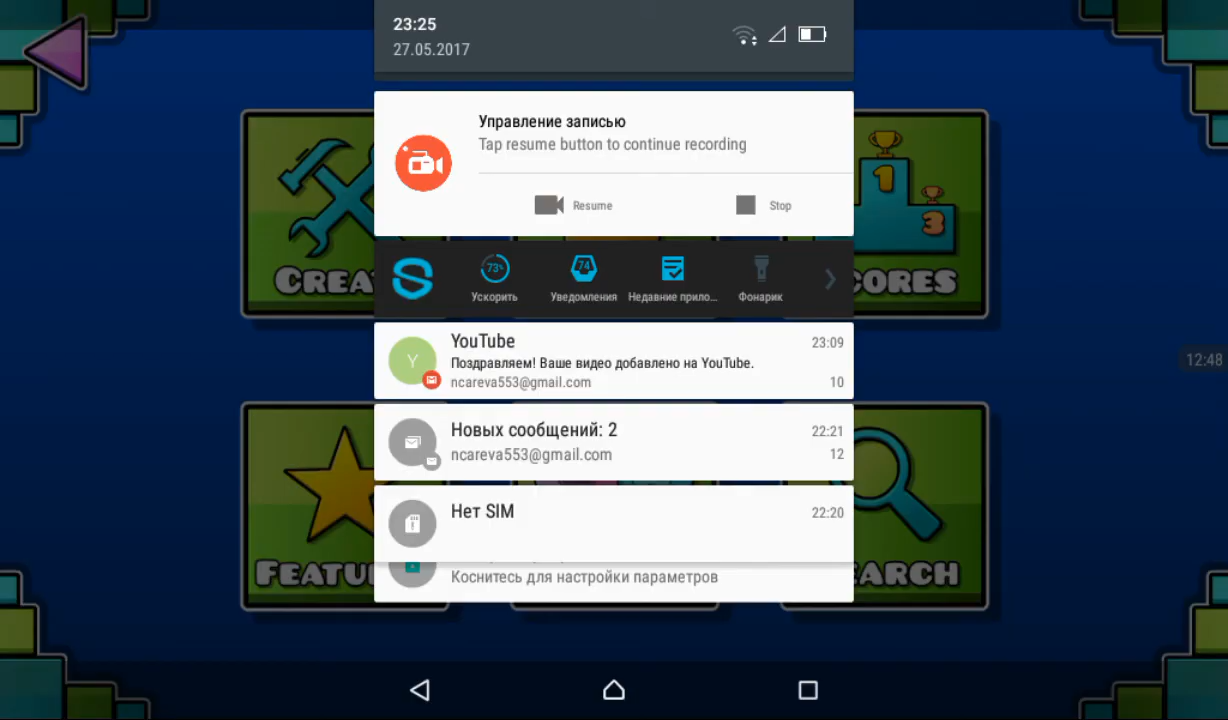 23:25
27.05.2017
Управление записью
Tap resume button to continue recording
Resume
Stop
CREA
CORES
73%
74
Ускорить
Уведомления
Недавние прило...
Фонарик
1
3
YouTube
23:09
Y
Поздравляем! Ваше видео добавлено на YouTube.
ncareva553@gmail.com
10
12:48
Новых сообщений: 2
22:21
ncareva553@gmail.com
12
Нет SIM
22:20
FEATU
EARCH
Коснитесь для настройки параметров